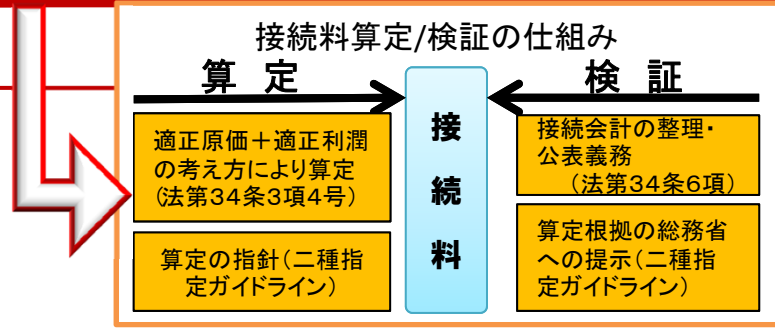 接続料算定/検証の仕組み
算 定
検 証
適正原価＋適正利潤
の考え方により算定
(法第34条3項4号)
算定の指針(二種指
定ガイドライン)
接
続
料
接続会計の整理・
公表義務
(法第34条6項)
算定根拠の総務省
への提示(二種指
定ガイドライン)